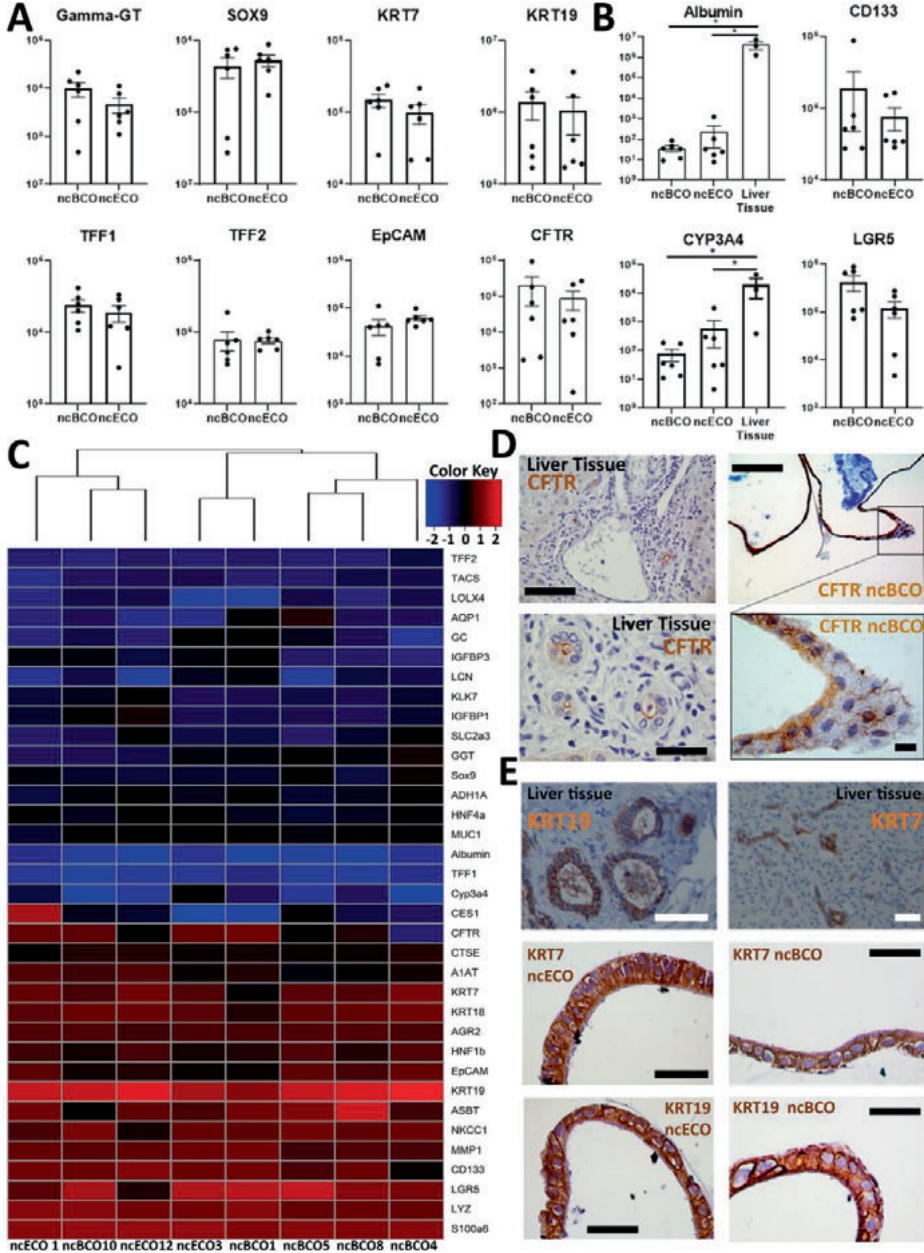 A
Gamma-GT
SOX9
KRT7
KRT19
B
Albumin
CD133
ncBCO ncECO
ncBCO ncECO
ncBCO ncECO
ncBCO ncECO
ncBCO ncECO Liver
Tissue
ncBCO ncECO
TFF1
TFF2
EpCAM
CFTR
CYP3A4
LGR5
ncBCO ncECO
ncBCO ncECO
ncBCO ncECO
ncBCO ncECO
ncBCO ncECO Liver
Tissue
ncBCO ncECO
C
Color Key
-2 -1 0 1 2
TFF2
TACS
LOLX4
AQP1
GC
IGFBP3
LCN
KLK7
IGFBP1
SLC2a3
GGT
Sox9
ADH1A
HNF4a
MUC1
Albumin
TFF1
Cyp3a4
CES1
CFTR
CTSE
A1AT
KRT7
KRT18
AGR2
HNF1b
EpCAM
KRT19
ASBT
NKCC1
MMP1
CD133
LGR5
LYZ
S100a6
ncECO 1 ncBCO10 ncECO12 ncECO3 ncBCO1 ncBCO5 ncBCO8 ncBCO4
D
Liver Tissue
CFTR
CFTR ncBCO
Liver Tissue
CFTR
CFTR ncBCO
E
Liver tissue
KRT19
Liver tissue
KRT7
KRT7
ncECO
KRT7 ncBCO
KRT19
ncECO
KRT19 ncBCO